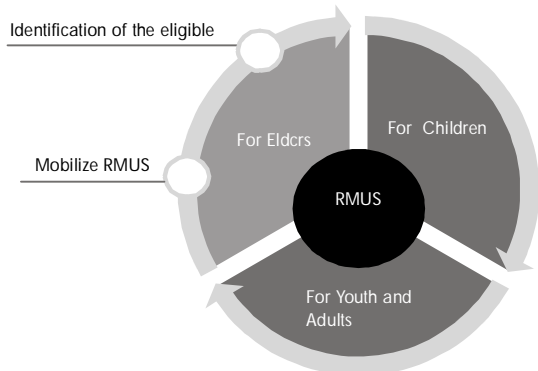 Identification of the eligible
Mobilize RMUS
For Eldcrs
For Children
RMUS
For Youth and
Adults